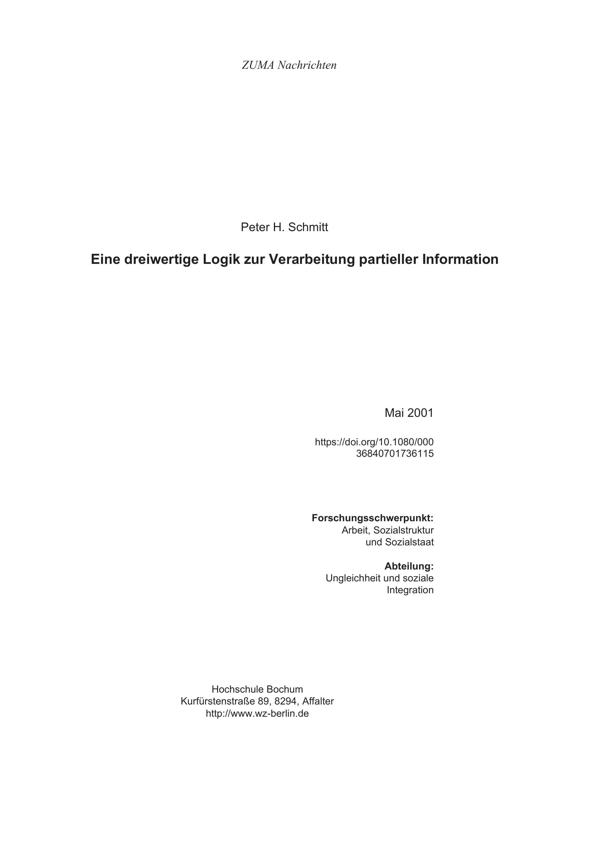 ZUMA Nachrichten
Peter H. Schmitt
Eine dreiwertige Logik zur Verarbeitung partieller Information
Mai 2001
https://doi.org/10.1080/000
36840701736115
Forschungsschwerpunkt:
Arbeit, Sozialstruktur
und Sozialstaat
Abteilung:
Ungleichheit und soziale
Integration
Hochschule Bochum
Kurfürstenstraße 89, 8294, Affalter
http://www.wz-berlin.de